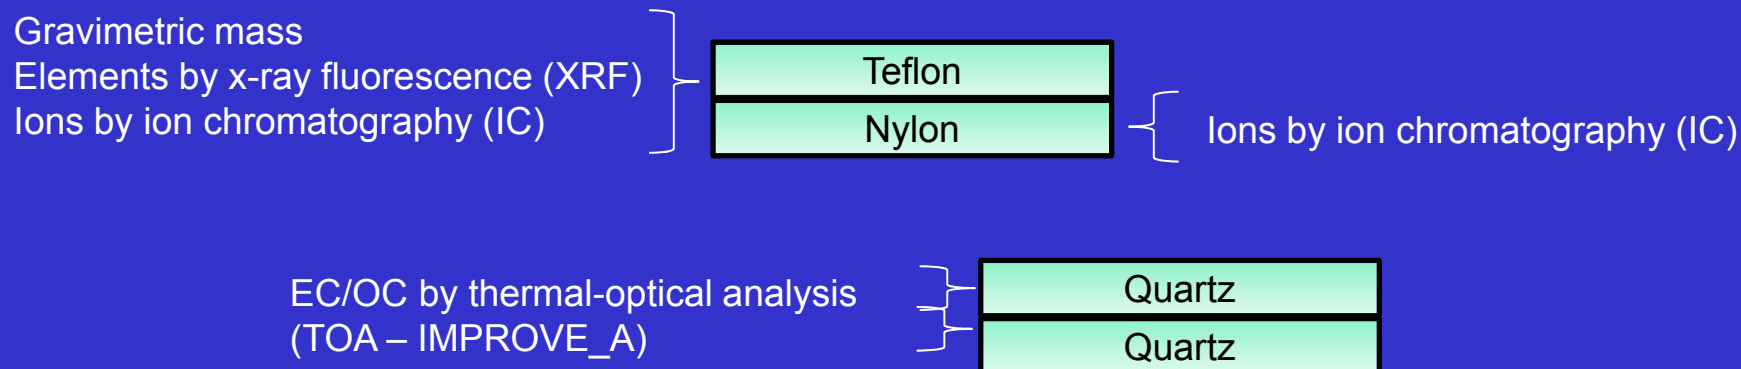 Gravimetric mass
Elements by x-ray fluorescence (XRF)
Ions by ion chromatography (IC)
Teflon
Nylon
Ions by ion chromatography (IC)
EC/OC by thermal-optical analysis
(TOA – IMPROVE_A)
Quartz
Quartz